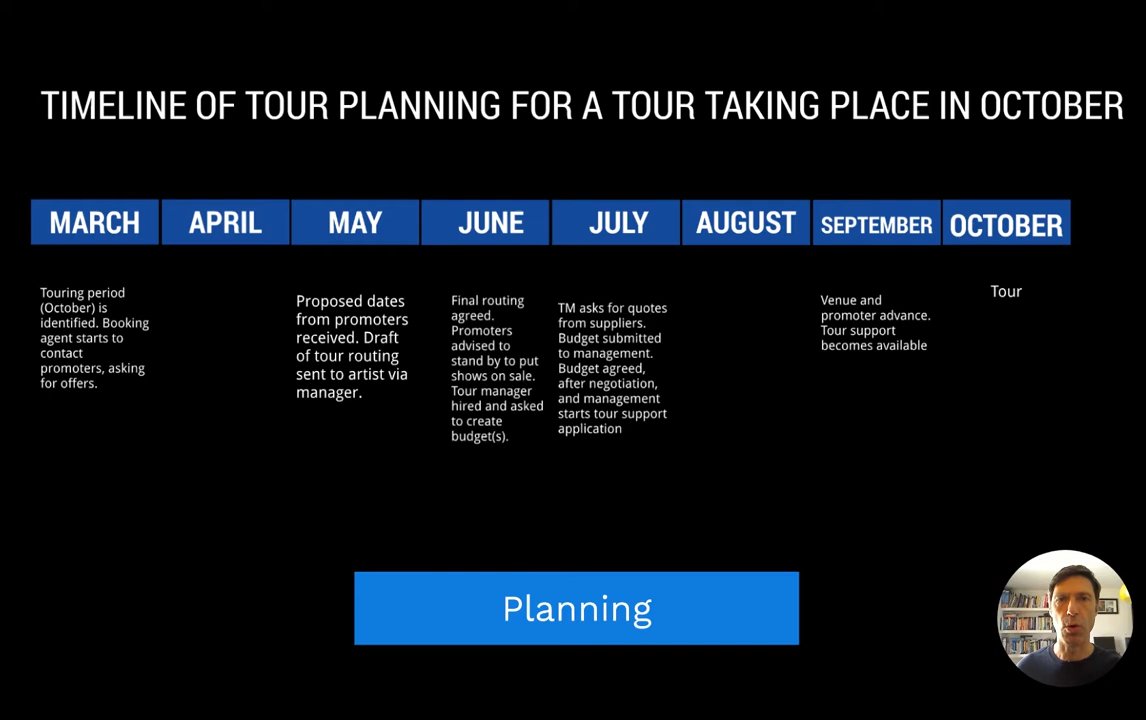 TIMELINE OF TOUR PLANNING FOR A TOUR TAKING PLACE IN OCTOBER
MARCH
APRIL
MAY
JUNE
JULY
AUGUST
SEPTEMBER
OCTOBER
Touring period
(October) is
identified. Booking
agent starts to
contact
promoters, asking
for offers.
Proposed dates
from promoters
received. Draft
of tour routing
sent to artist via
manager.
Final routing
agreed.
Promoters
advised to
stand by to put
shows on sale.
Tour manager
hired and asked
to create
budget(s).
TM asks for quotes
from suppliers.
Budget submitted
to management.
Budget agreed,
after negotiation,
and management
starts tour support
application
Venue and
promoter advance.
Tour support
becomes available
Tour
Planning